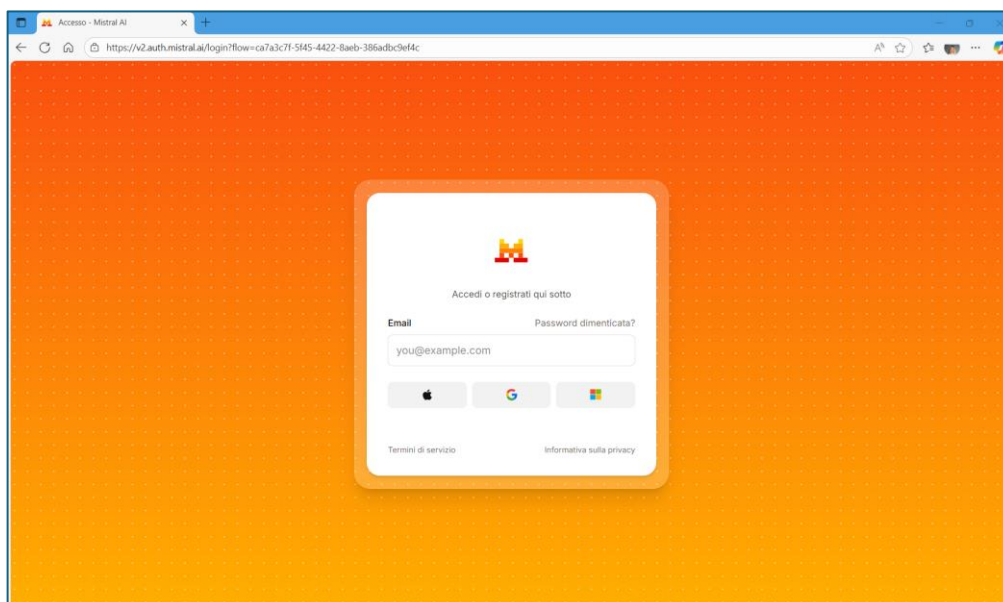 Accesso - Mistral AI
https://v2.auth.mistral.ai/login?flow=ca7a3c7f-5f45-4422-8aeb-386adbc9ef4c
Accedi o registrati qui sotto
Email Password dimenticata?
you@example.com
Termini di servizio Informativa sulla privacy